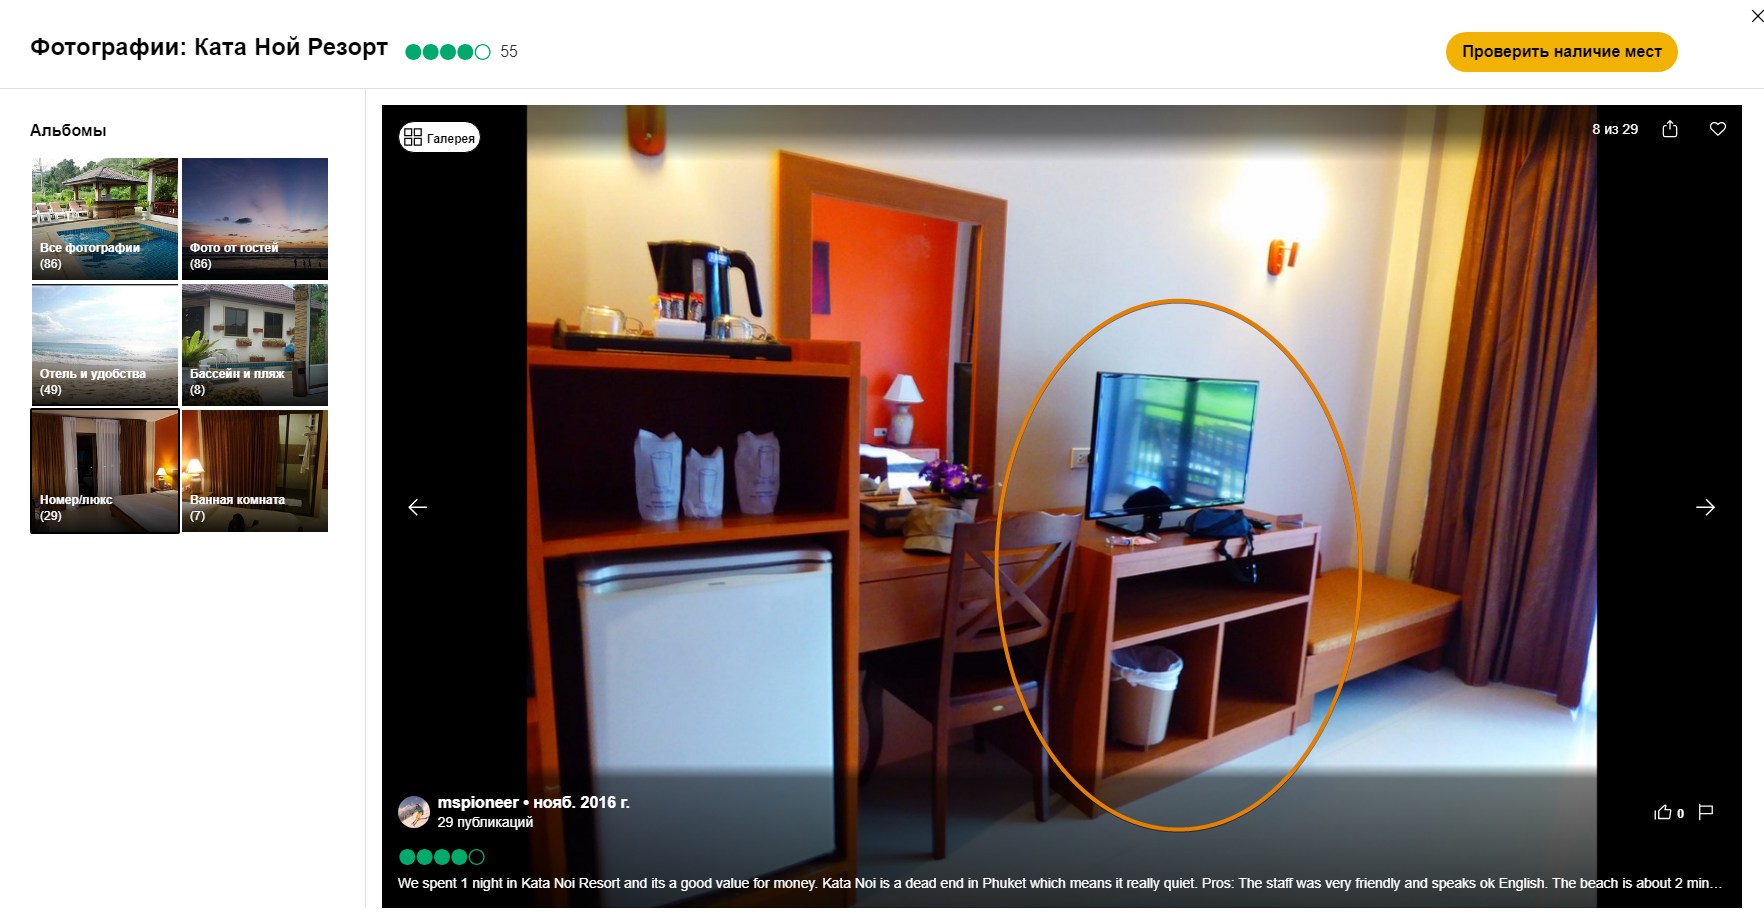 Фотографии: Ката Ной Резорт
55
Проверить наличие мест
Альбомы
Все фотографии
(86)
Фото от гостей
(86)
Отель и удобства
(49)
Бассейн и пляж
(8)
Номер/люкс
(29)
Ванная комната
(7)
Галерея
8 из 29
mspioneer • нояб. 2016 г.
29 публикаций
0
We spent 1 night in Kata Noi Resort and its a good value for money. Kata Noi is a dead end in Phuket which means it really quiet. Pros: The staff was very friendly and speaks ok English. The beach is about 2 min…